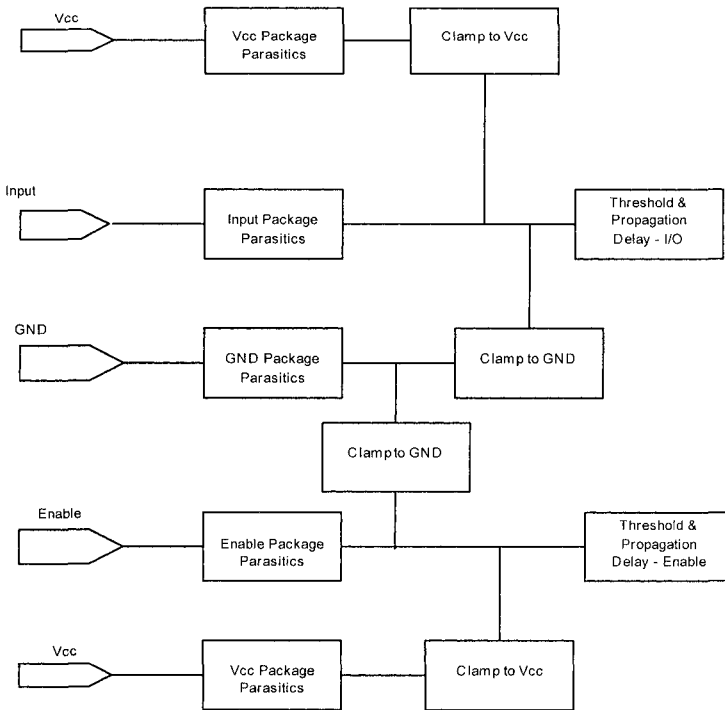 Vcc
Vcc Package
Parasitics
Clamp to Vcc
Input
Input Package
Parasitics
Threshold &
Propagation
Delay - I/O
GND
GND Package
Parasitics
Clamp to GND
Clamp to GND
Enable
Enable Package
Parasitics
Threshold &
Propagation
Delay - Enable
Vcc
Vcc Package
Parasitics
Clamp to Vcc